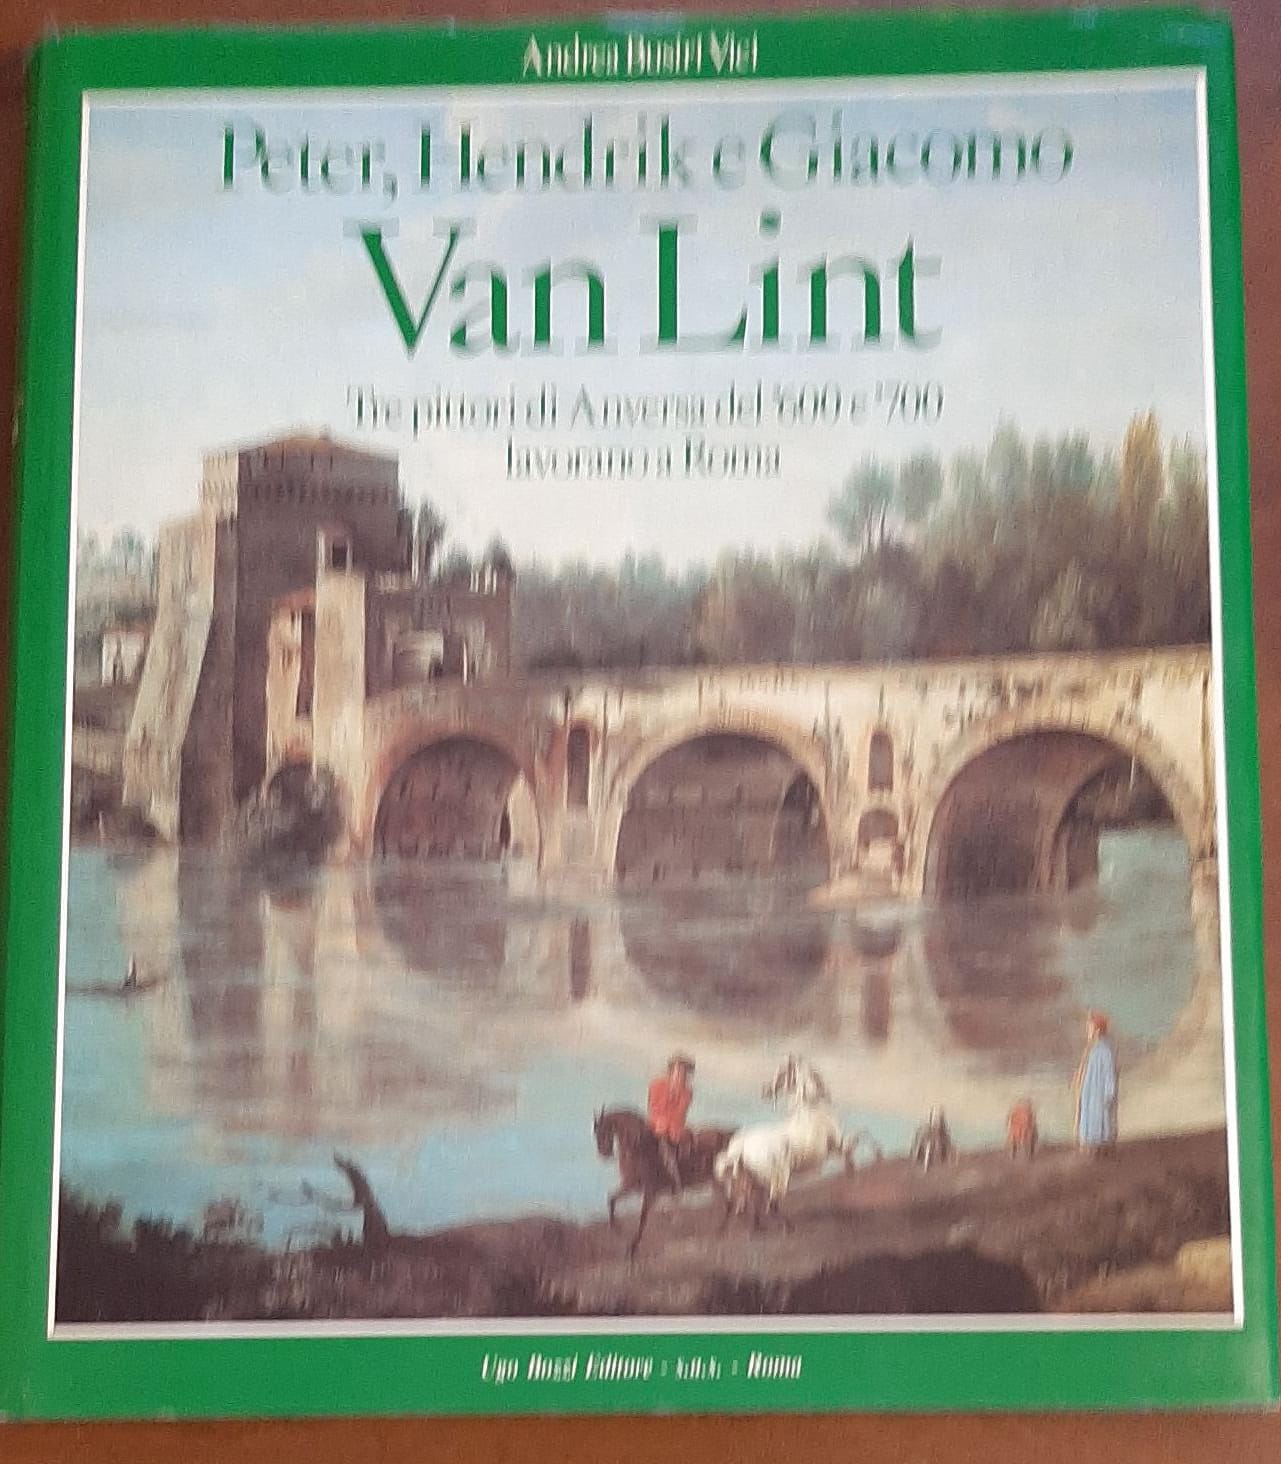 Andrea Busiri Vici
Peter, Hendrik e Giacomo
Van Lint
Tre pittori di Anversa del '600 e '700
lavorano a Roma
Ugo Bozzi Editore - s.a.s. - Roma